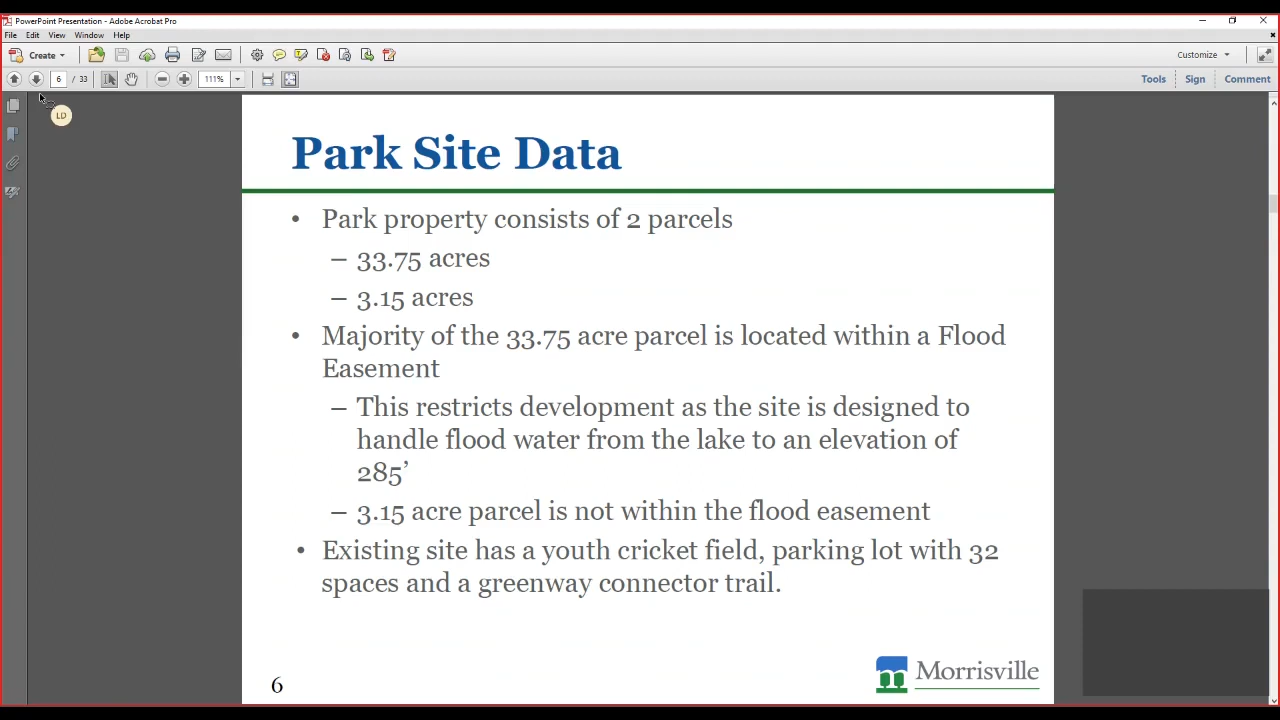 PowerPoint Presentation - Adobe Acrobat Pro
File Edit View Window Help
Create
Customize
6 / 33
111%
Tools Sign Comment
LD
Park Site Data
• Park property consists of 2 parcels
– 33.75 acres
– 3.15 acres
• Majority of the 33.75 acre parcel is located within a Flood
Easement
– This restricts development as the site is designed to
handle flood water from the lake to an elevation of
285’
– 3.15 acre parcel is not within the flood easement
• Existing site has a youth cricket field, parking lot with 32
spaces and a greenway connector trail.
6
Morrisville